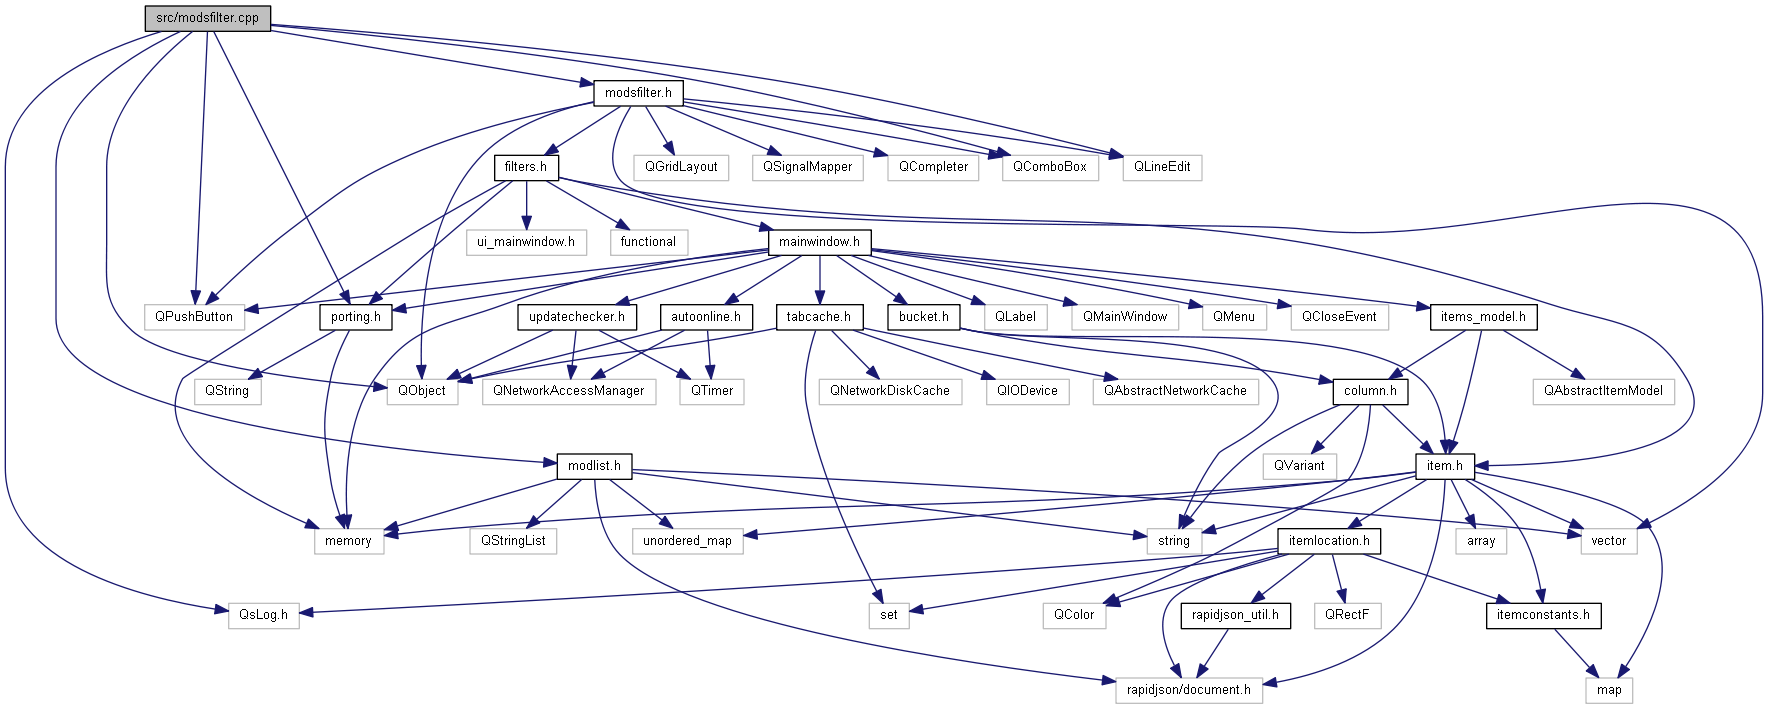 src/modsfilter.cpp
modsfilter.h
filters.h
QGridLayout
QSignalMapper
QCompleter
QComboBox
QLineEdit
ui_mainwindow.h
functional
mainwindow.h
QPushButton
porting.h
updatechecker.h
autoonline.h
tabcache.h
bucket.h
QLabel
QMainWindow
QMenu
QCloseEvent
items_model.h
QString
QObject
QNetworkAccessManager
QTimer
QNetworkDiskCache
QIODevice
QAbstractNetworkCache
column.h
QAbstractItemModel
modlist.h
QVariant
item.h
memory
QStringList
unordered_map
string
itemlocation.h
array
vector
QsLog.h
set
QColor
rapidjson_util.h
QRectF
itemconstants.h
rapidjson/document.h
map